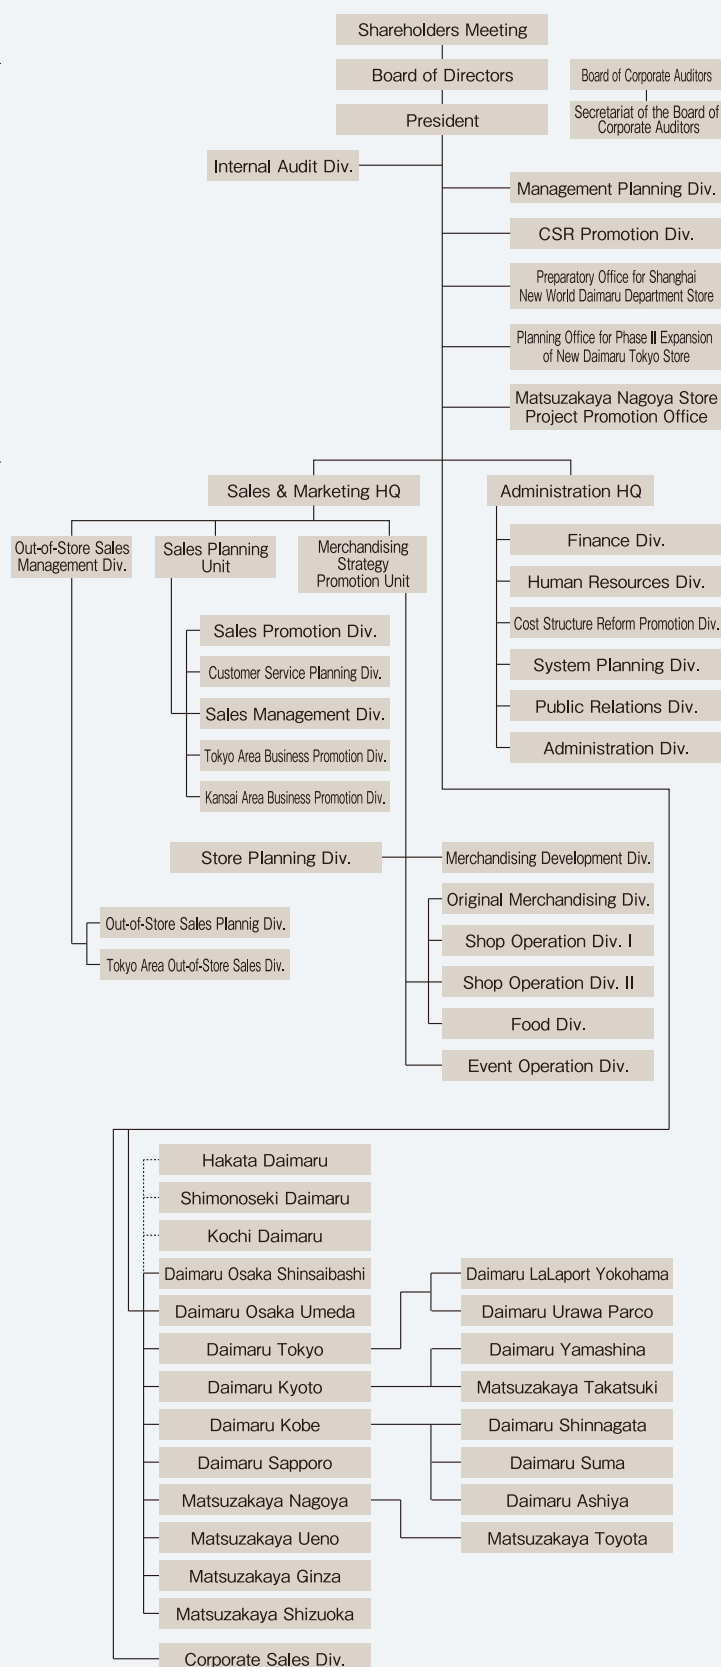 Shareholders Meeting
Board of Directors
Board of Corporate Auditors
President
Secretariat of the Board of
Corporate Auditors
Internal Audit Div.
Management Planning Div.
CSR Promotion Div.
Preparatory Office for Shanghai
New World Daimaru Department Store
Planning Office for Phase II Expansion
of New Daimaru Tokyo Store
Matsuzakaya Nagoya Store
Project Promotion Office
Sales & Marketing HQ
Administration HQ
Out-of-Store Sales
Management Div.
Sales Planning
Unit
Merchandising
Strategy
Promotion Unit
Finance Div.
Human Resources Div.
Cost Structure Reform Promotion Div.
System Planning Div.
Public Relations Div.
Administration Div.
Sales Promotion Div.
Customer Service Planning Div.
Sales Management Div.
Tokyo Area Business Promotion Div.
Kansai Area Business Promotion Div.
Store Planning Div.
Merchandising Development Div.
Original Merchandising Div.
Shop Operation Div. I
Shop Operation Div. II
Food Div.
Event Operation Div.
Out-of-Store Sales Plannig Div.
Tokyo Area Out-of-Store Sales Div.
Hakata Daimaru
Shimonoseki Daimaru
Kochi Daimaru
Daimaru Osaka Shinsaibashi
Daimaru LaLaport Yokohama
Daimaru Osaka Umeda
Daimaru Urawa Parco
Daimaru Tokyo
Daimaru Yamashina
Daimaru Kyoto
Matsuzakaya Takatsuki
Daimaru Kobe
Daimaru Shinnagata
Daimaru Sapporo
Daimaru Suma
Matsuzakaya Nagoya
Daimaru Ashiya
Matsuzakaya Ueno
Matsuzakaya Toyota
Matsuzakaya Ginza
Matsuzakaya Shizuoka
Corporate Sales Div.